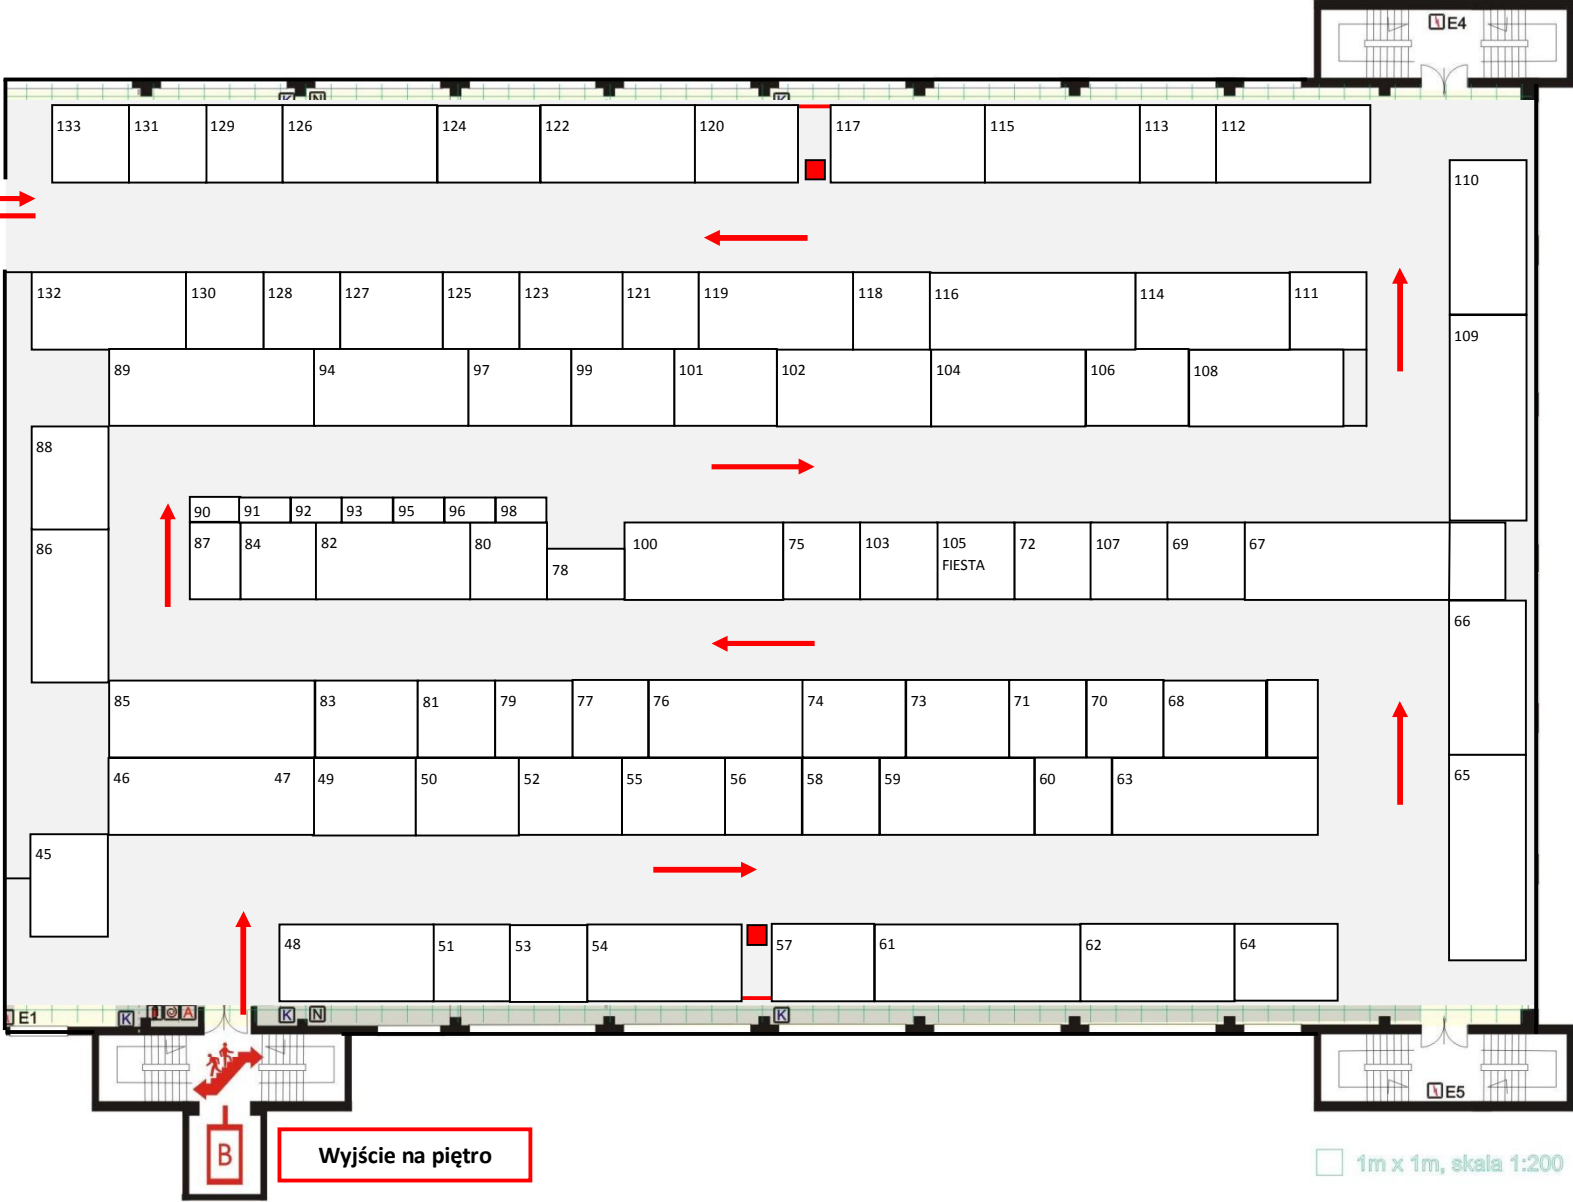 E4
K N K
133 131 129 126 124 122 120 117 115 113 112
110
132 130 128 127 125 123 121 119 118 116 114 111
109
89 94 97 99 101 102 104 106 108
88
90 91 92 93 95 96 98
86 87 84 82 80 78 100 75 103 105 72 107 69 67
FIESTA
66
85 83 81 79 77 76 74 73 71 70 68
46 47 49 50 52 55 56 58 59 60 63 65
45
48 51 53 54 57 61 62 64
E1 K A K N K
E5
B
Wyjście na piętro
1m x 1m, skala 1:200